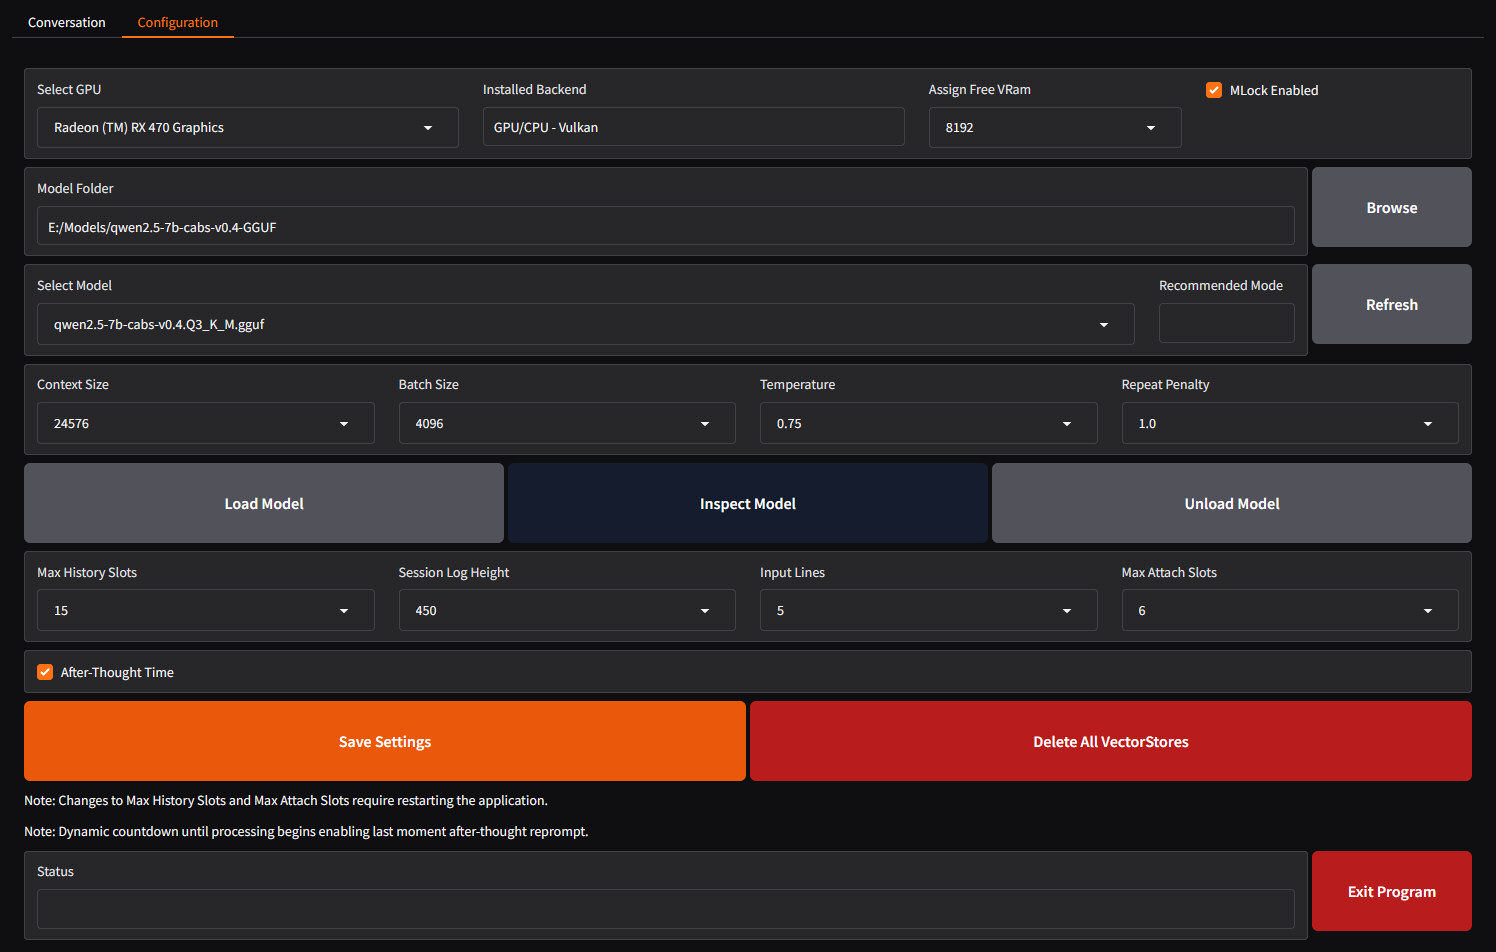 Conversation Configuration
Select GPU Installed Backend Assign Free VRam MLock Enabled
Radeon (TM) RX 470 Graphics GPU/CPU - Vulkan 8192
Model Folder
E:/Models/qwen2.5-7b-cabs-v0.4-GGUF
Browse
Select Model Recommended Mode
qwen2.5-7b-cabs-v0.4.Q3_K_M.gguf
Refresh
Context Size Batch Size Temperature Repeat Penalty
24576 4096 0.75 1.0
Load Model Inspect Model Unload Model
Max History Slots Session Log Height Input Lines Max Attach Slots
15 450 5 6
After-Thought Time
Save Settings Delete All VectorStores
Note: Changes to Max History Slots and Max Attach Slots require restarting the application.
Note: Dynamic countdown until processing begins enabling last moment after-thought reprompt.
Status
Exit Program